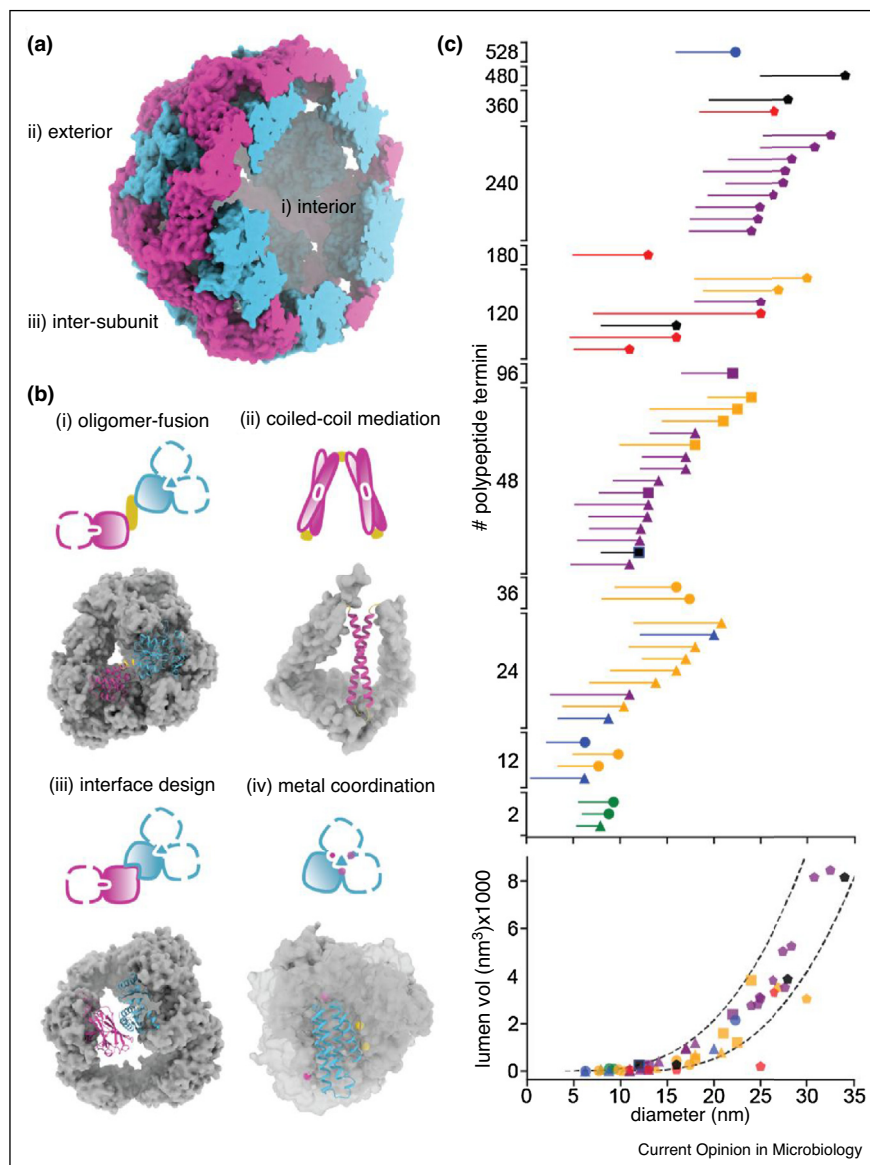 (a)
ii) exterior
i) interior
iii) inter-subunit
(b)
(i) oligomer-fusion
(ii) coiled-coil mediation
(iii) interface design
(iv) metal coordination
(c)
# polypeptide termini
528
480
360
240
180
120
96
48
36
24
12
2
lumen vol (nm³)x1000
8
6
4
2
0
0 5 10 15 20 25 30 35
diameter (nm)
Current Opinion in Microbiology